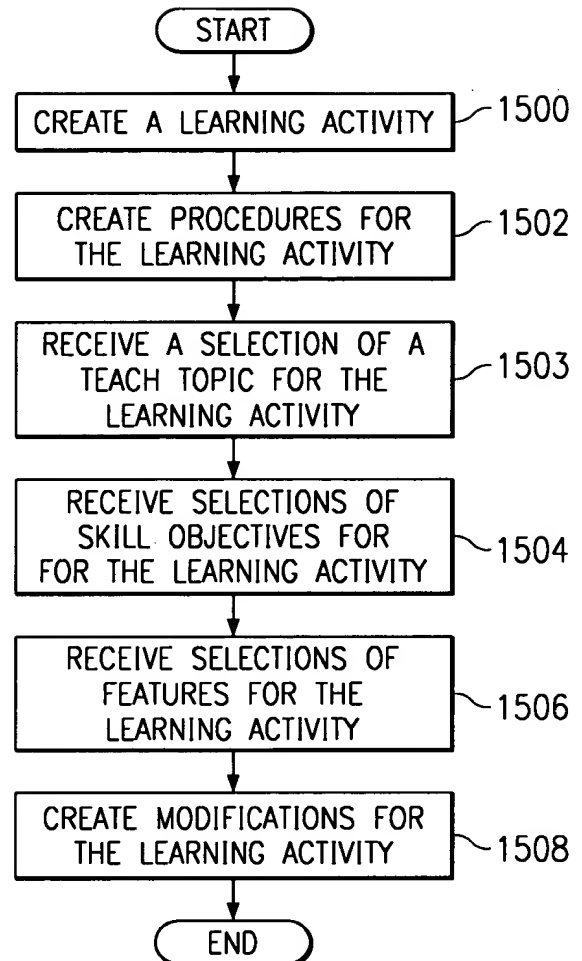 START
CREATE A LEARNING ACTIVITY
1500
CREATE PROCEDURES FOR
THE LEARNING ACTIVITY
1502
RECEIVE A SELECTION OF A
TEACH TOPIC FOR THE
LEARNING ACTIVITY
1503
RECEIVE SELECTIONS OF
SKILL OBJECTIVES FOR
FOR THE LEARNING ACTIVITY
1504
RECEIVE SELECTIONS OF
FEATURES FOR THE
LEARNING ACTIVITY
1506
CREATE MODIFICATIONS FOR
THE LEARNING ACTIVITY
1508
END